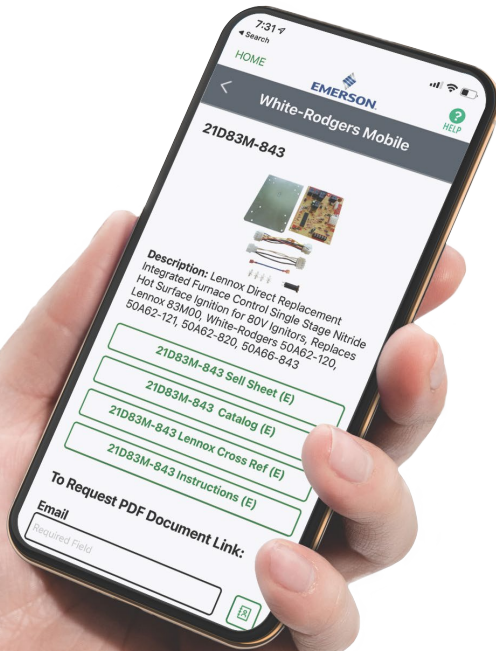 7:31
Search
HOME
EMERSON
HELP
White-Rodgers Mobile
21D83M-843
Description: Lennox Direct Replacement
Integrated Furnace Control Single Stage Nitride
Hot Surface Ignition for 80V Ignitors, Replaces
Lennox 83M00, White-Rodgers 50A62-120,
50A62-121, 50A62-820, 50A66-843
21D83M-843 Sell Sheet (E)
21D83M-843 Catalog (E)
21D83M-843 Lennox Cross Ref (E)
21D83M-843 Instructions (E)
To Request PDF Document Link:
Email
Required Field